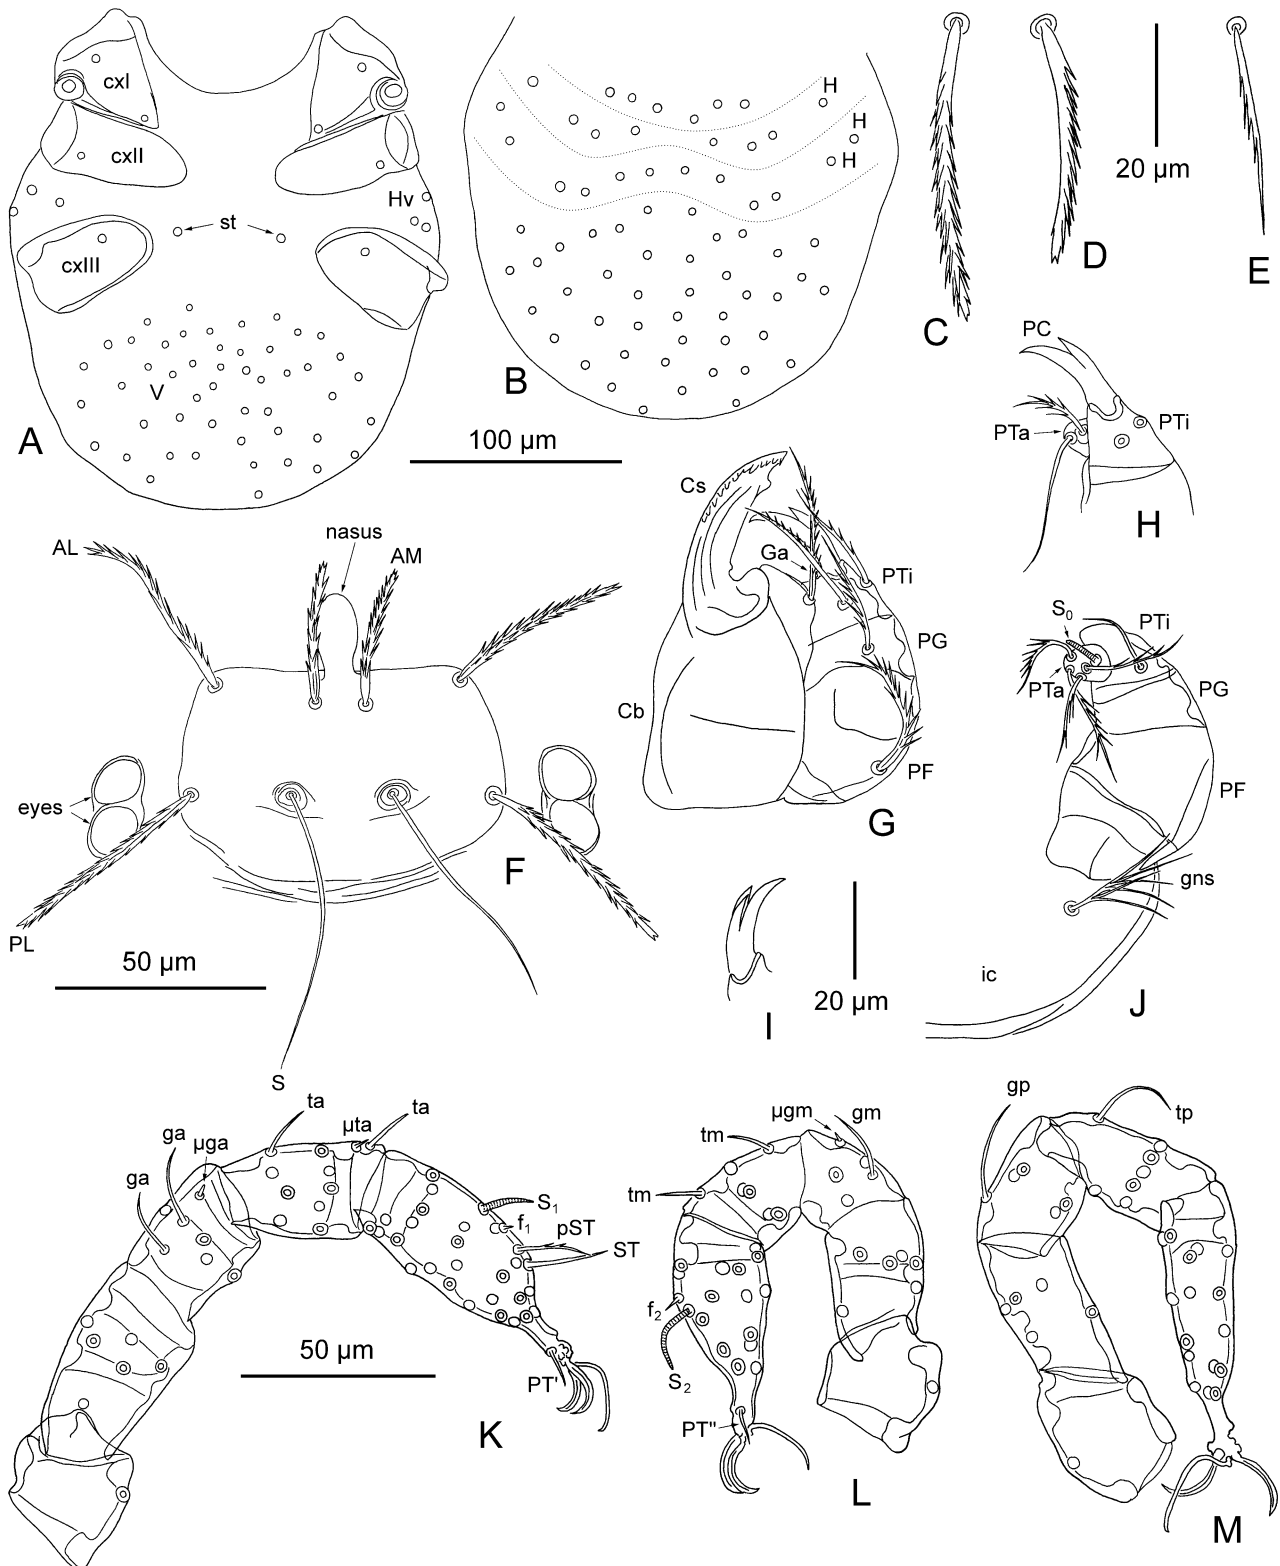 cxI
cxII
cxIII
st
Hv
V
A
H
H
H
B
100 µm
C
D
E
20 µm
PC
PTa
PTi
H
AL
nasus
AM
eyes
PL
S
F
50 µm
Cs
Ga
PTi
PG
Cb
PF
G
I
20 µm
S₀
PTi
PTa
PG
PF
gns
ic
J
ta
µta
ta
ga
µga
ga
S₁
f₁
pST
ST
PT'
50 µm
K
µgm
gm
tm
tm
f₂
S₂
PT"
L
gp
tp
M